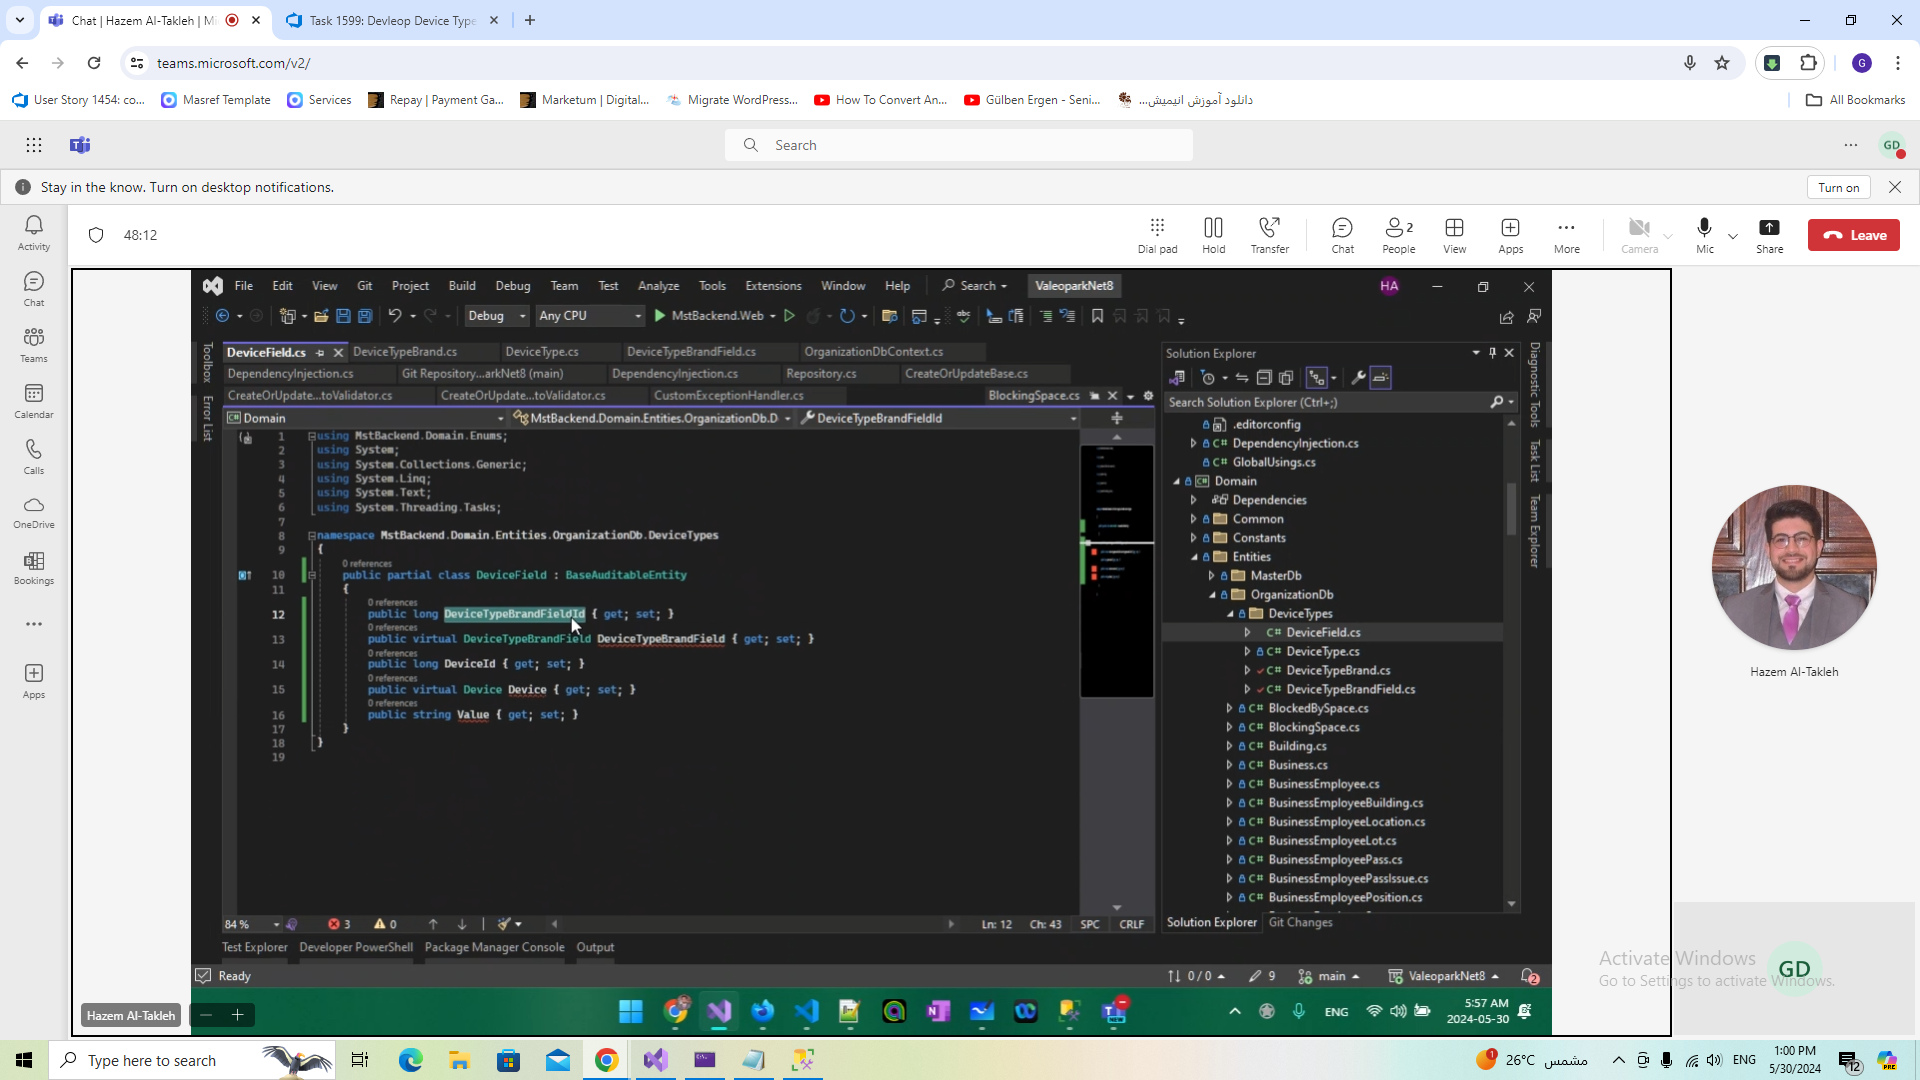 Chat | Hazem Al-Takleh | Mi
Task 1599: Devleop Device Type
teams.microsoft.com/v2/
G
User Story 1454: co...
Masref Template
Services
Repay | Payment Ga...
Marketum | Digital...
Migrate WordPress...
How To Convert An...
Gülben Ergen - Seni...
دانلود آموزش انیمیش...
All Bookmarks
Search
GD
Stay in the know. Turn on desktop notifications.
Turn on
Activity
Chat
Teams
Calendar
Calls
OneDrive
Bookings
Apps
48:12
Dial pad
Hold
Transfer
Chat
2
People
View
Apps
More
Camera
Mic
Share
Leave
File Edit View Git Project Build Debug Team Test Analyze Tools Extensions Window Help
Search
ValeoparkNet8
HA
Debug
Any CPU
MstBackend.Web
Toolbox
Error List
DeviceField.cs
DeviceTypeBrand.cs
DeviceType.cs
DeviceTypeBrandField.cs
OrganizationDbContext.cs
DependencyInjection.cs
Git Repository...arkNet8 (main)
DependencyInjection.cs
Repository.cs
CreateOrUpdateBase.cs
CreateOrUpdate...toValidator.cs
CreateOrUpdate...toValidator.cs
CustomExceptionHandler.cs
BlockingSpace.cs
Domain
MstBackend.Domain.Entities.OrganizationDb.D
DeviceTypeBrandFieldId
1 using MstBackend.Domain.Enums;
2 using System;
3 using System.Collections.Generic;
4 using System.Linq;
5 using System.Text;
6 using System.Threading.Tasks;
7
8 namespace MstBackend.Domain.Entities.OrganizationDb.DeviceTypes
9 {
0 references
10 public partial class DeviceField : BaseAuditableEntity
11 {
0 references
12 public long DeviceTypeBrandFieldId { get; set; }
0 references
13 public virtual DeviceTypeBrandField DeviceTypeBrandField { get; set; }
0 references
14 public long DeviceId { get; set; }
0 references
15 public virtual Device Device { get; set; }
0 references
16 public string Value { get; set; }
17 }
18 }
19
84 %
3
0
Ln: 12
Ch: 43
SPC
CRLF
Test Explorer
Developer PowerShell
Package Manager Console
Output
Ready
0 / 0
9
main
ValeoparkNet8
2
Solution Explorer
Search Solution Explorer (Ctrl+;)
.editorconfig
DependencyInjection.cs
GlobalUsings.cs
Domain
Dependencies
Common
Constants
Entities
MasterDb
OrganizationDb
DeviceTypes
DeviceField.cs
DeviceType.cs
DeviceTypeBrand.cs
DeviceTypeBrandField.cs
BlockedBySpace.cs
BlockingSpace.cs
Building.cs
Business.cs
BusinessEmployee.cs
BusinessEmployeeBuilding.cs
BusinessEmployeeLocation.cs
BusinessEmployeeLot.cs
BusinessEmployeePass.cs
BusinessEmployeePassIssue.cs
BusinessEmployeePosition.cs
Solution Explorer
Git Changes
Diagnostic Tools
Task List
Team Explorer
Hazem Al-Takleh
GD
Activate Windows
Go to Settings to activate Windows.
Hazem Al-Takleh
ENG
5:57 AM
2024-05-30
Type here to search
1
26°C
مشمس
ENG
1:00 PM
5/30/2024
12
PRE